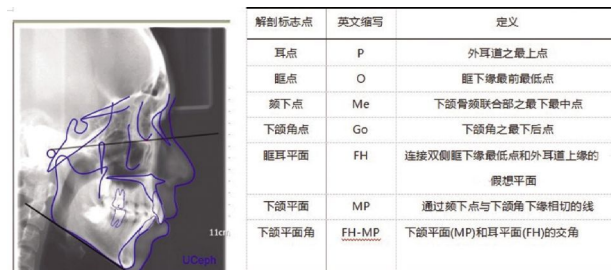 11cm
UCeph
解剖标志点 英文缩写 定义
耳点 P 外耳道之最上点
眶点 O 眶下缘最前最低点
颏下点 Me 下颌骨颏联合部之最下最中点
下颌角点 Go 下颌角之最下后点
眶耳平面 FH 连接双侧眶下缘最低点和外耳道上缘的
假想平面
下颌平面 MP 通过颏下点与下颌角下缘相切的线
下颌平面角 FH-MP 下颌平面(MP)和耳平面(FH)的交角